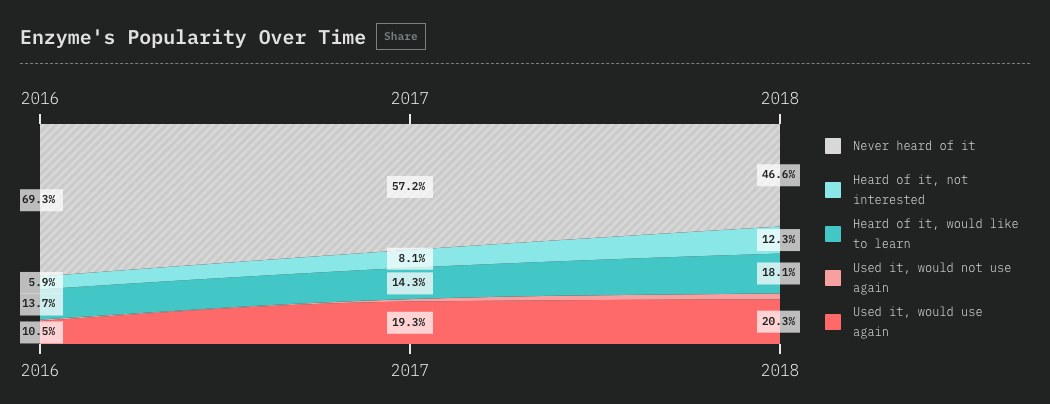 Enzyme's Popularity Over Time
Share
2016 2017 2018
69.3%
57.2%
46.6%
5.9%
8.1%
12.3%
13.7%
14.3%
18.1%
10.5%
19.3%
20.3%
2016 2017 2018
Never heard of it
Heard of it, not
interested
Heard of it, would like
to learn
Used it, would not use
again
Used it, would use
again